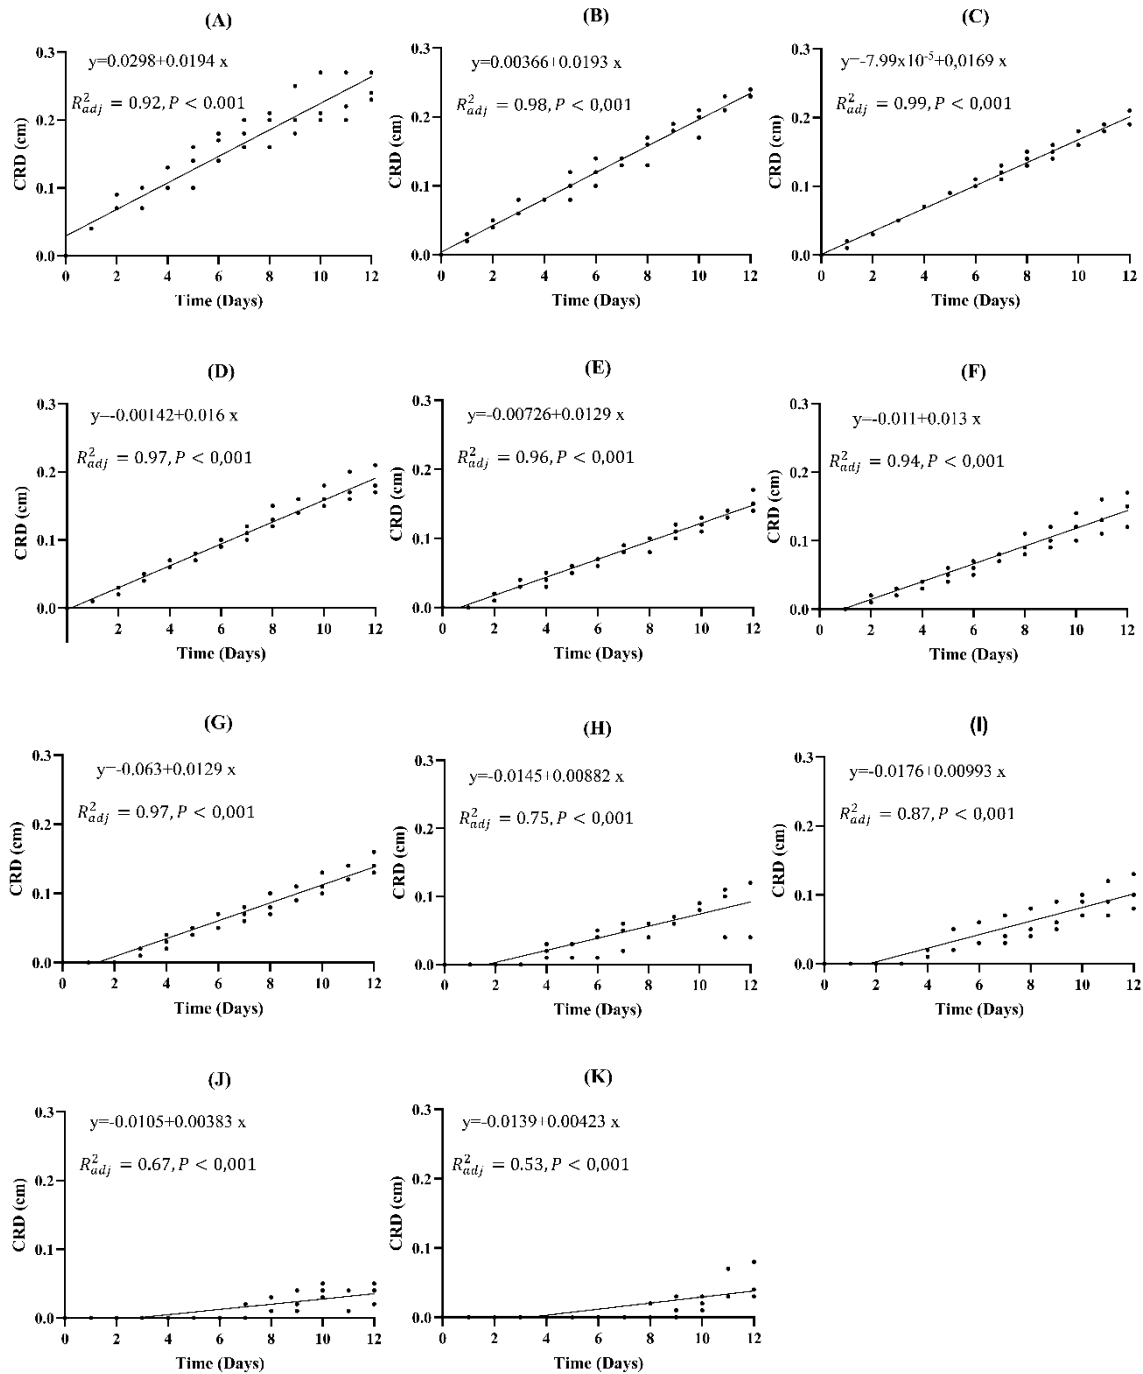 (A)
y=0.0298+0.0194 x
R²adj = 0.92, P < 0.001
0.3
0.2
0.1
0.0
CRD (cm)
0 2 4 6 8 10 12
Time (Days)
(B)
y=0.00366+0.0193 x
R²adj = 0.98, P < 0,001
0.3
0.2
0.1
0.0
CRD (cm)
0 2 4 6 8 10 12
Time (Days)
(C)
y=-7.99x10⁻⁵+0,0169 x
R²adj = 0.99, P < 0,001
0.3
0.2
0.1
0.0
CRD (cm)
0 2 4 6 8 10 12
Time (Days)
(D)
y=-0.00142+0.016 x
R²adj = 0.97, P < 0,001
0.3
0.2
0.1
0.0
CRD (cm)
2 4 6 8 10 12
Time (Days)
(E)
y=-0.00726+0.0129 x
R²adj = 0.96, P < 0,001
0.3
0.2
0.1
0.0
CRD (cm)
0 2 4 6 8 10 12
Time (Days)
(F)
y=-0.011+0.013 x
R²adj = 0.94, P < 0,001
0.3
0.2
0.1
0.0
CRD (cm)
0 2 4 6 8 10 12
Time (Days)
(G)
y=-0.063+0.0129 x
R²adj = 0.97, P < 0,001
0.3
0.2
0.1
0.0
CRD (cm)
0 2 4 6 8 10 12
Time (Days)
(H)
y=-0.0145+0.00882 x
R²adj = 0.75, P < 0,001
0.3
0.2
0.1
0.0
CRD (cm)
0 2 4 6 8 10 12
Time (Days)
(I)
y=-0.0176+0.00993 x
R²adj = 0.87, P < 0,001
0.3
0.2
0.1
0.0
CRD (cm)
0 2 4 6 8 10 12
Time (Days)
(J)
y=-0.0105+0.00383 x
R²adj = 0.67, P < 0,001
0.3
0.2
0.1
0.0
CRD (cm)
0 2 4 6 8 10 12
Time (Days)
(K)
y=-0.0139+0.00423 x
R²adj = 0.53, P < 0,001
0.3
0.2
0.1
0.0
CRD (cm)
0 2 4 6 8 10 12
Time (Days)